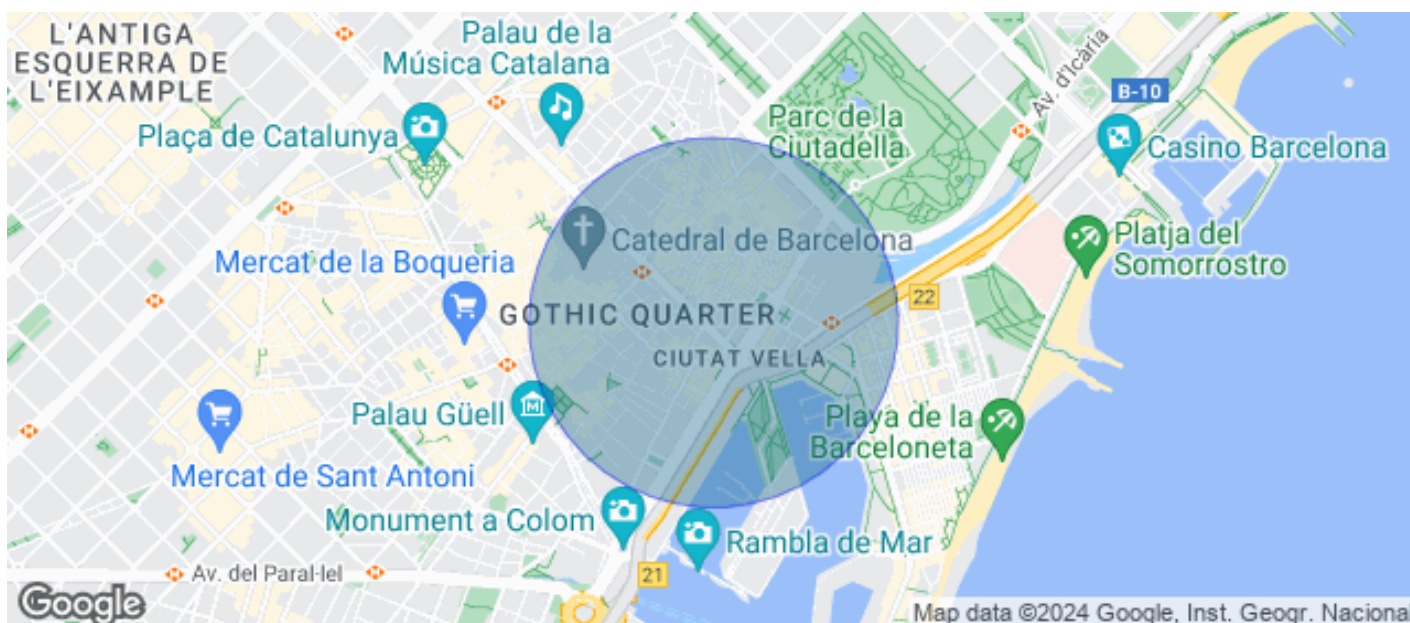 L'ANTIGA
ESQUERRA DE
L'EIXAMPLE
Palau de la
Música Catalana
Plaça de Catalunya
Parc de la
Ciutadella
Av. d'Icària
B-10
Casino Barcelona
Catedral de Barcelona
Platja del
Somorrostro
Mercat de la Boqueria
22
GOTHIC QUARTER
CIUTAT VELLA
Palau Güell
Playa de la
Barceloneta
Mercat de Sant Antoni
Monument a Colom
Rambla de Mar
Av. del Paral·lel
21
Google
Map data ©2024 Google, Inst. Geogr. Nacional